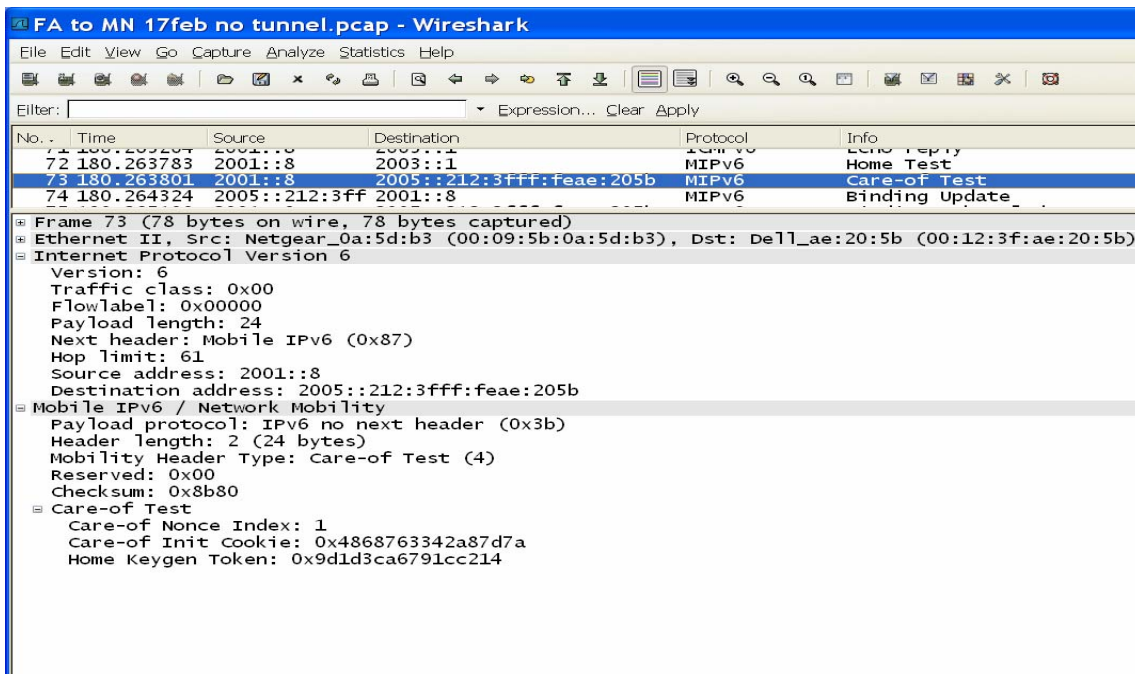 FA to MN 17feb no tunnel.pcap - Wireshark
File Edit View Go Capture Analyze Statistics Help
Filter: Expression... Clear Apply
No. . Time Source Destination Protocol Info
72 180.263783 2001::8 2003::1 MIPv6 Home Test
73 180.263801 2001::8 2005::212:3fff:feae:205b MIPv6 Care-of Test
74 180.264324 2005::212:3ff 2001::8 MIPv6 Binding Update
Frame 73 (78 bytes on wire, 78 bytes captured)
Ethernet II, Src: Netgear_0a:5d:b3 (00:09:5b:0a:5d:b3), Dst: Dell_ae:20:5b (00:12:3f:ae:20:5b)
Internet Protocol Version 6
Version: 6
Traffic class: 0x00
Flowlabel: 0x00000
Payload length: 24
Next header: Mobile IPv6 (0x87)
Hop limit: 61
Source address: 2001::8
Destination address: 2005::212:3fff:feae:205b
Mobile IPv6 / Network Mobility
Payload protocol: IPv6 no next header (0x3b)
Header length: 2 (24 bytes)
Mobility Header Type: Care-of Test (4)
Reserved: 0x00
Checksum: 0x8b80
Care-of Test
Care-of Nonce Index: 1
Care-of Init Cookie: 0x4868763342a87d7a
Home Keygen Token: 0x9d1d3ca6791cc214